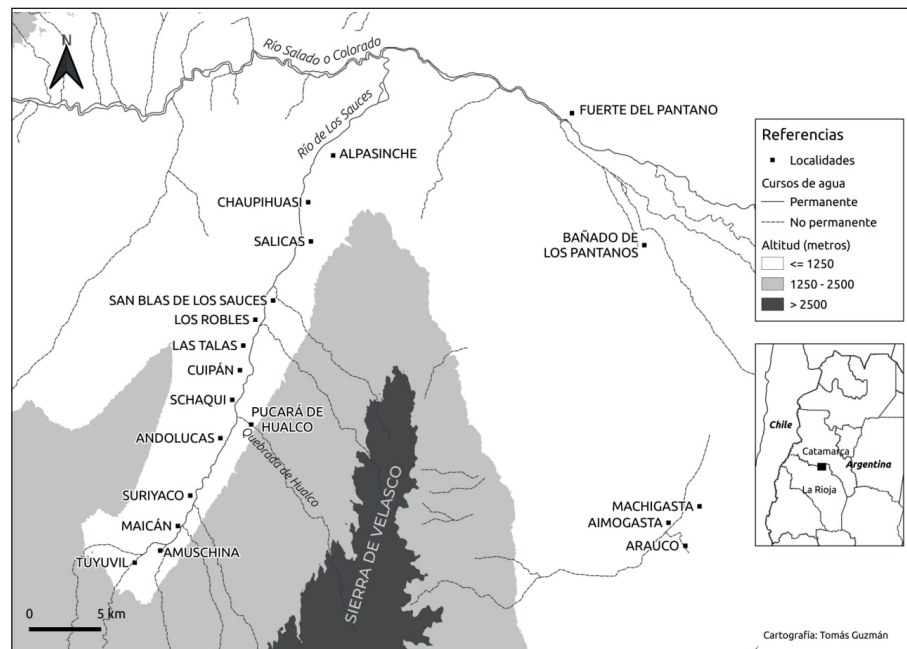 N
Río Salado o Colorado
Río de Los Sauces
FUERTE DEL PANTANO
ALPASINCHE
CHAUPIHUASI
SALICAS
BAÑADO DE
LOS PANTANOS
SAN BLAS DE LOS SAUCES
LOS ROBLES
LAS TALAS
CUIPÁN
SCHAQUI
PUCARÁ DE
HUALCO
ANDOLUCAS
Quebrada de Hualco
SURIYACO
MAICÁN
AMUSCHINA
TUYUVIL
SIERRA DE VELASCO
MACHIGASTA
AIMOGASTA
ARAUCO
0 5 km
Referencias
Localidades
Cursos de agua
Permanente
No permanente
Altitud (metros)
<= 1250
1250 - 2500
> 2500
Chile
Catamarca
Argentina
La Rioja
Cartografía: Tomás Guzmán